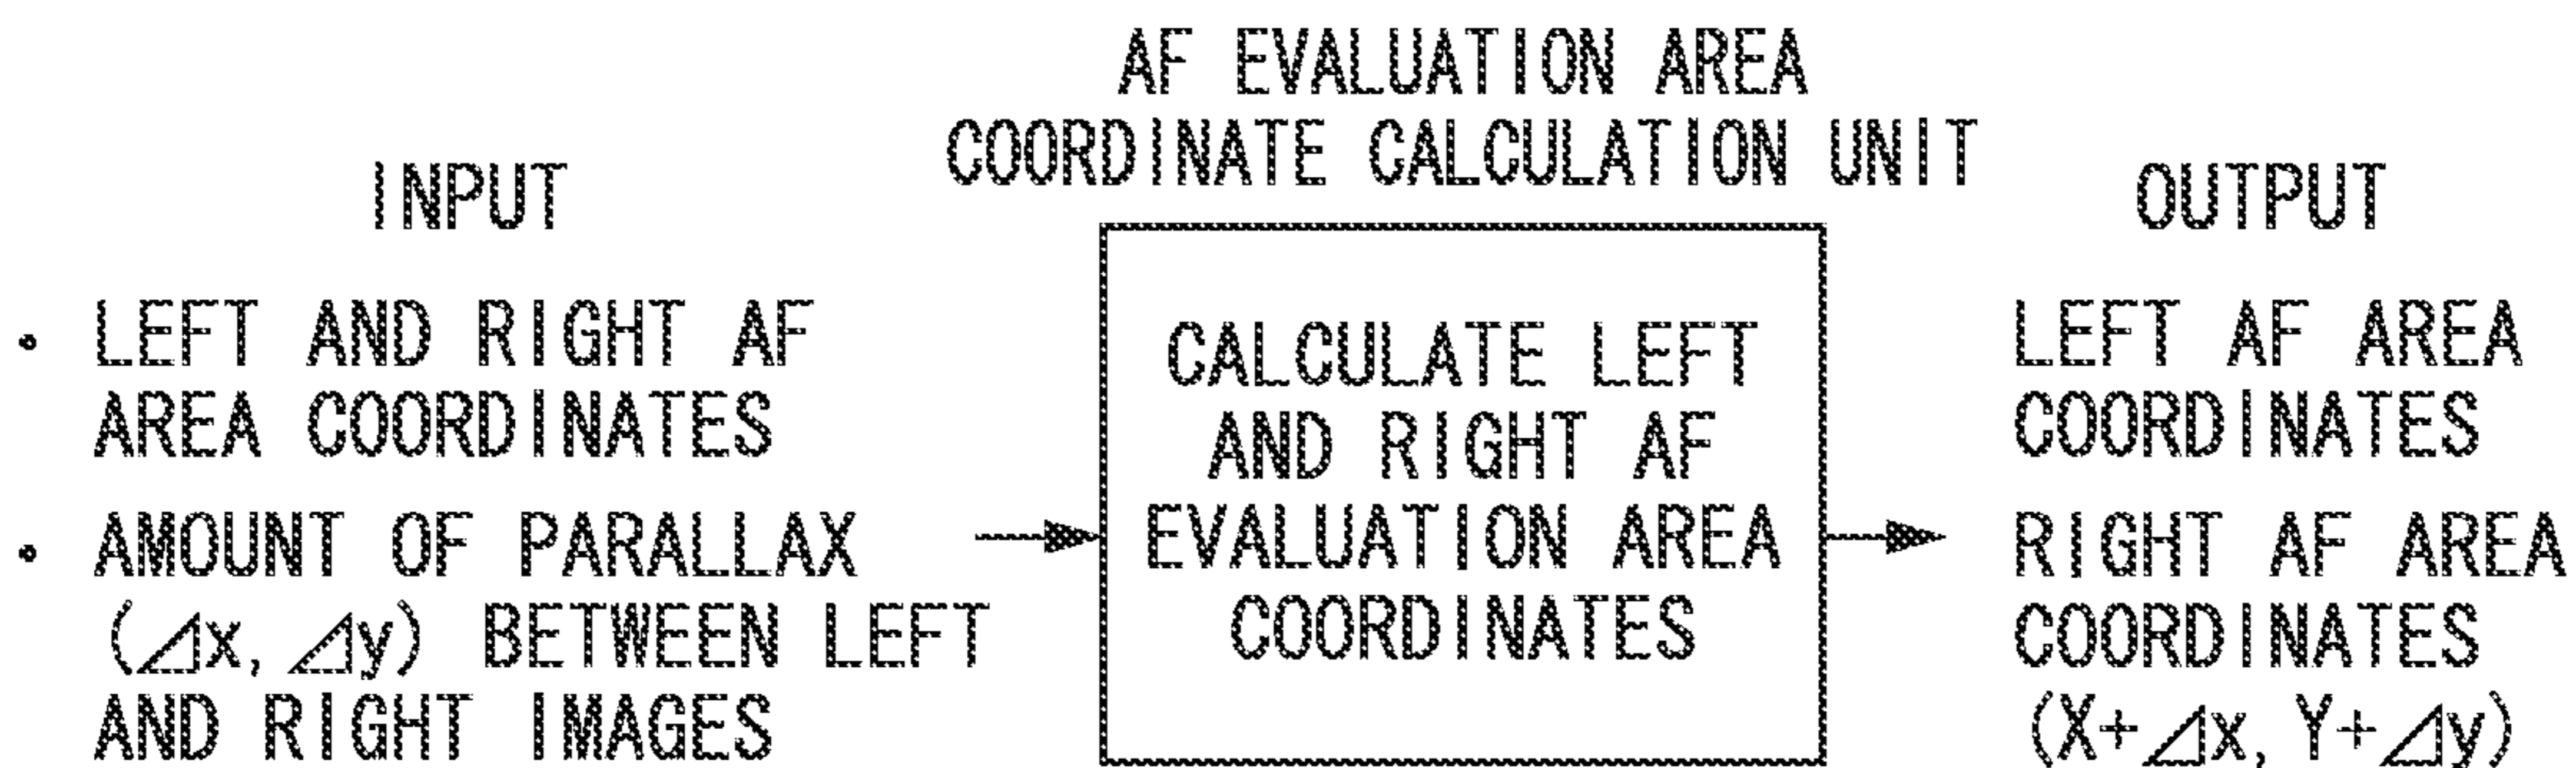 AF EVALUATION AREA
COORDINATE CALCULATION UNIT
INPUT
• LEFT AND RIGHT AF
AREA COORDINATES
• AMOUNT OF PARALLAX
(⊿x, ⊿y) BETWEEN LEFT
AND RIGHT IMAGES
CALCULATE LEFT
AND RIGHT AF
EVALUATION AREA
COORDINATES
OUTPUT
LEFT AF AREA
COORDINATES
RIGHT AF AREA
COORDINATES
(X+⊿x, Y+⊿y)